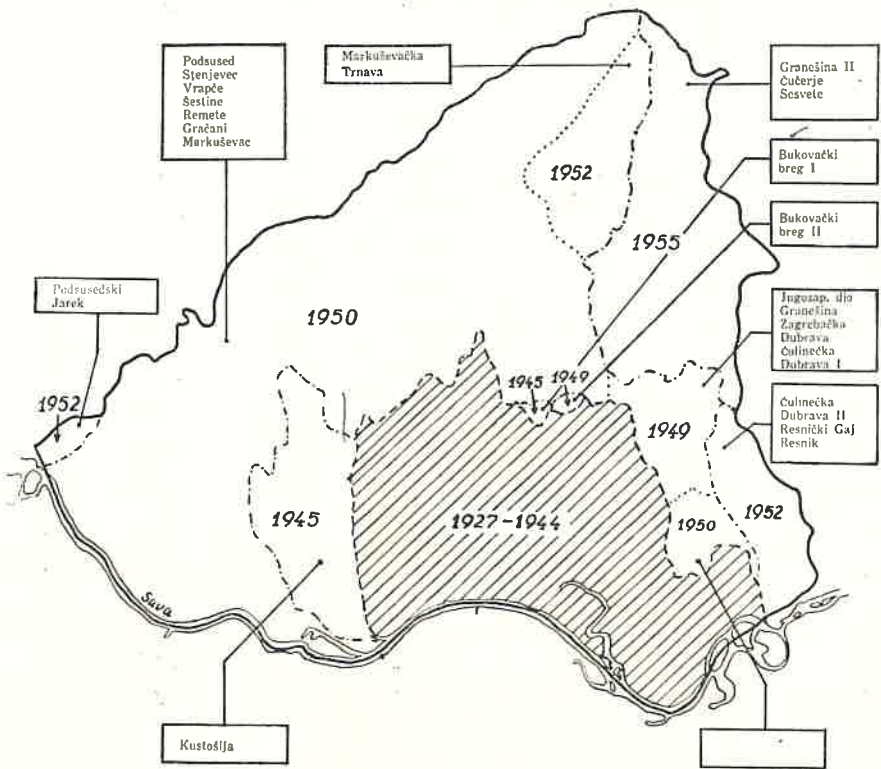 Podsused
Stenjevec
Vrapče
Šestine
Remete
Gračani
Markuševac
Markuševačka
Trnava
Granešina II
Čučerje
Sesvete
Bukovački
breg I
Bukovački
breg II
Podsusedski
Jarek
Jugozap. dio
Granešina
Zagrebačka
Dubrava
Čulinečka
Dubrava I
Čulinečka
Dubrava II
Resnički Gaj
Resnik
1952
1955
1950
1945
1949
1952
1949
1945
1927-1944
1950
1952
Sava
Kustošija